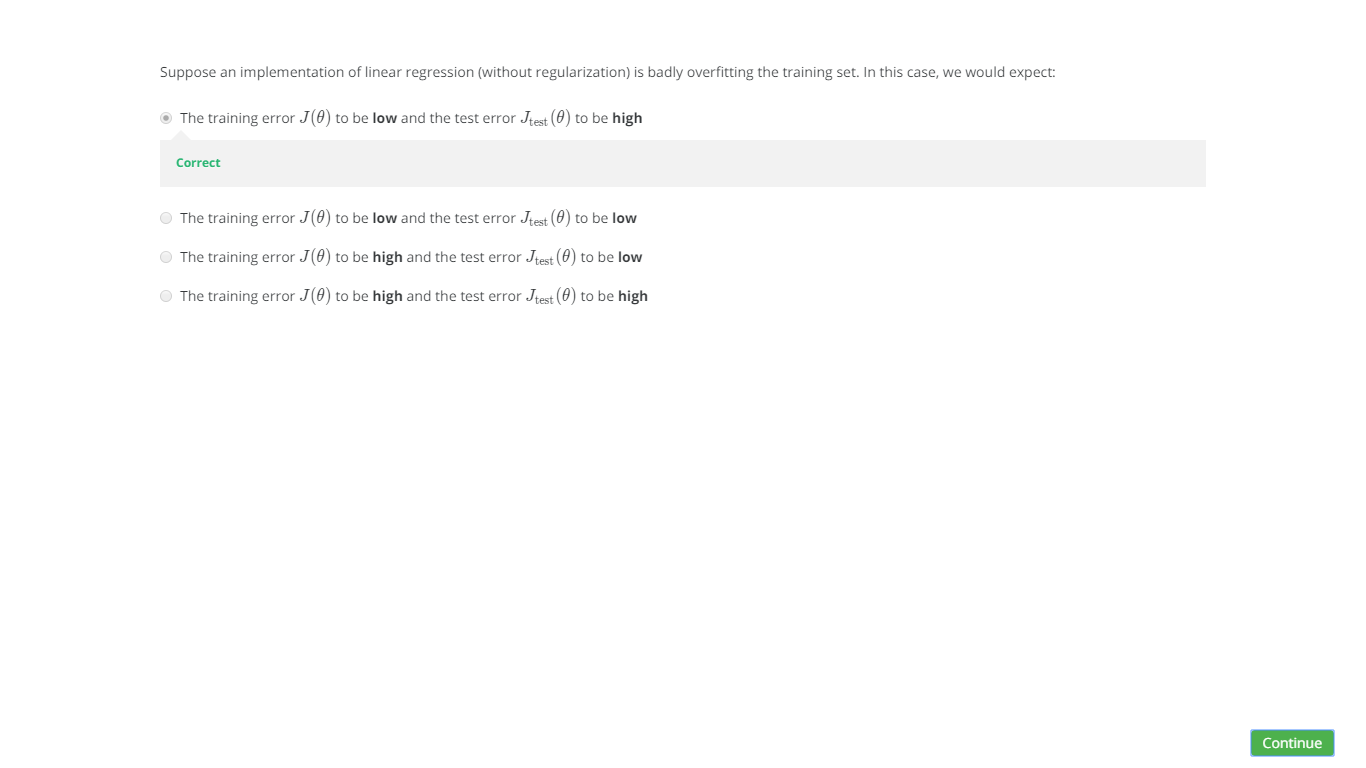 Suppose an implementation of linear regression (without regularization) is badly overfitting the training set. In this case, we would expect:
The training error J(θ) to be low and the test error J_test(θ) to be high
Correct
The training error J(θ) to be low and the test error J_test(θ) to be low
The training error J(θ) to be high and the test error J_test(θ) to be low
The training error J(θ) to be high and the test error J_test(θ) to be high
Continue